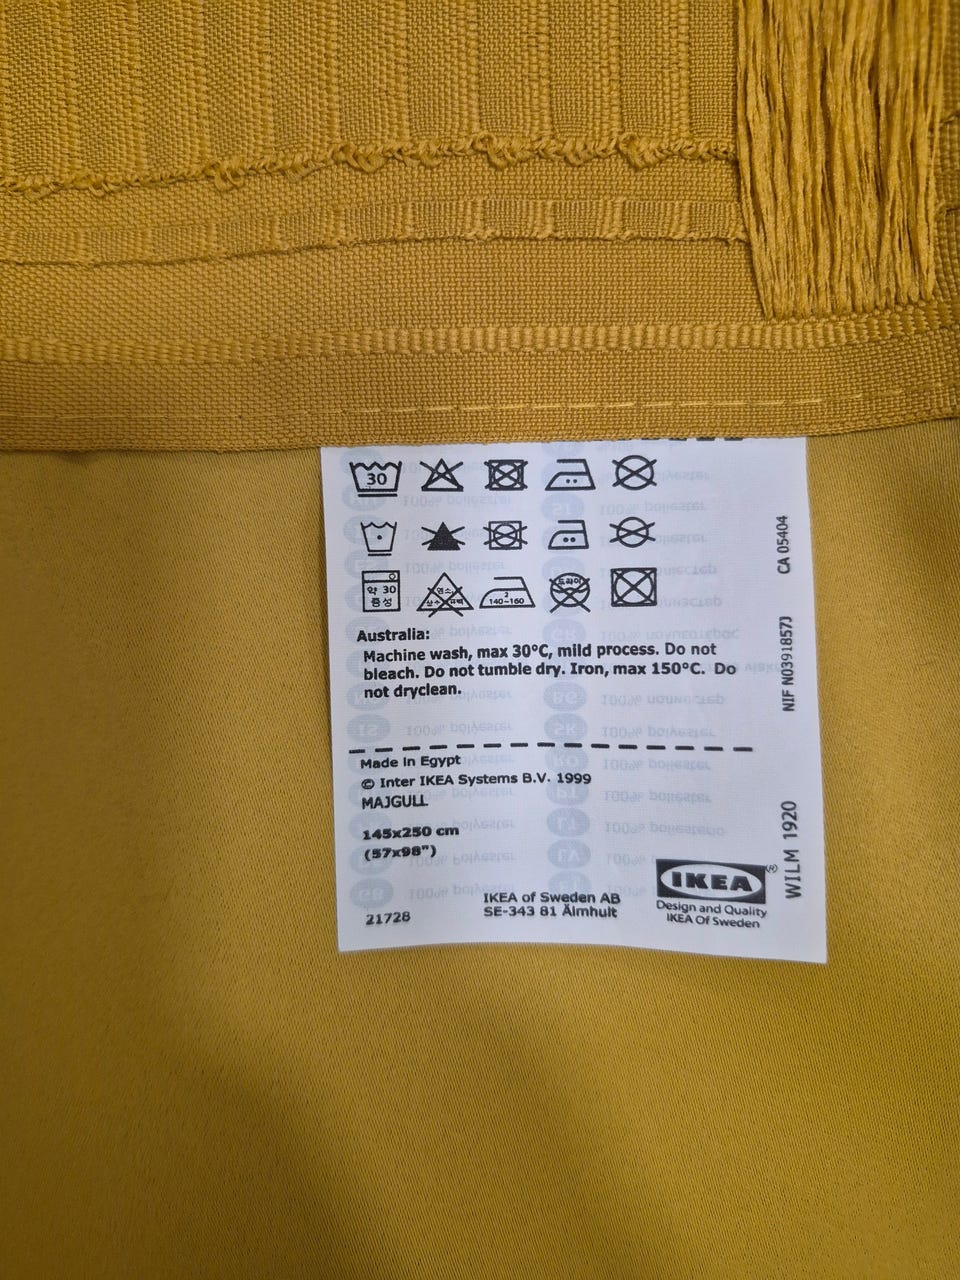 30
약 30
중성
염소
산소 표백
2
140~160
드라이
Australia:
Machine wash, max 30°C, mild process. Do not
bleach. Do not tumble dry. Iron, max 150°C. Do
not dryclean.
Made in Egypt
© Inter IKEA Systems B.V. 1999
MAJGULL
145x250 cm
(57x98")
21728
IKEA of Sweden AB
SE-343 81 Älmhult
IKEA®
Design and Quality
IKEA Of Sweden
WILM 1920
NIF N0391857J
CA 05404